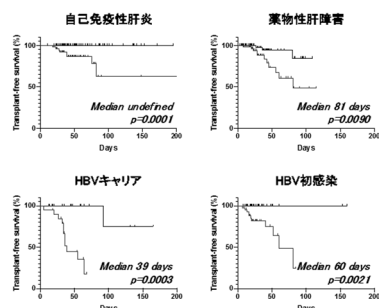 自己免疫性肝炎
Transplant-free survival (%)
100
50
0
0 50 100 150 200
Days
Median undefined
p=0.0001
薬物性肝障害
Transplant-free survival (%)
100
50
0
0 50 100 150 200
Days
Median 81 days
p=0.0090
HBVキャリア
Transplant-free survival (%)
100
50
0
0 50 100 150 200
Days
Median 39 days
p=0.0003
HBV初感染
Transplant-free survival (%)
100
50
0
0 50 100 150 200
Days
Median 60 days
p=0.0021